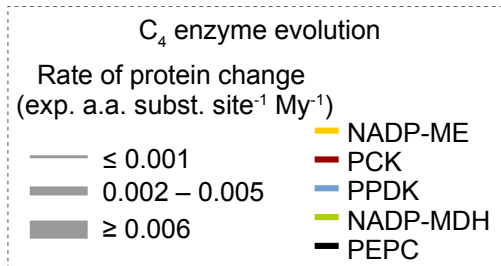 C₄ enzyme evolution
Rate of protein change
(exp. a.a. subst. site⁻¹ My⁻¹)
≤ 0.001
0.002 – 0.005
≥ 0.006
NADP-ME
PCK
PPDK
NADP-MDH
PEPC